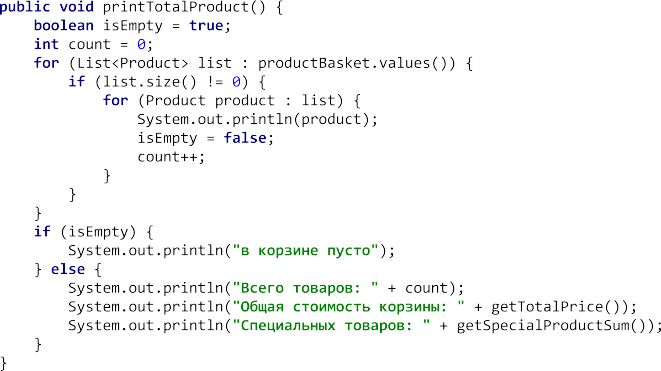 public void printTotalProduct() {
    boolean isEmpty = true;
    int count = 0;
    for (List<Product> list : productBasket.values()) {
        if (list.size() != 0) {
            for (Product product : list) {
                System.out.println(product);
                isEmpty = false;
                count++;
            }
        }
    }
    if (isEmpty) {
        System.out.println("в корзине пусто");
    } else {
        System.out.println("Всего товаров: " + count);
        System.out.println("Общая стоимость корзины: " + getTotalPrice());
        System.out.println("Специальных товаров: " + getSpecialProductSum());
    }
}